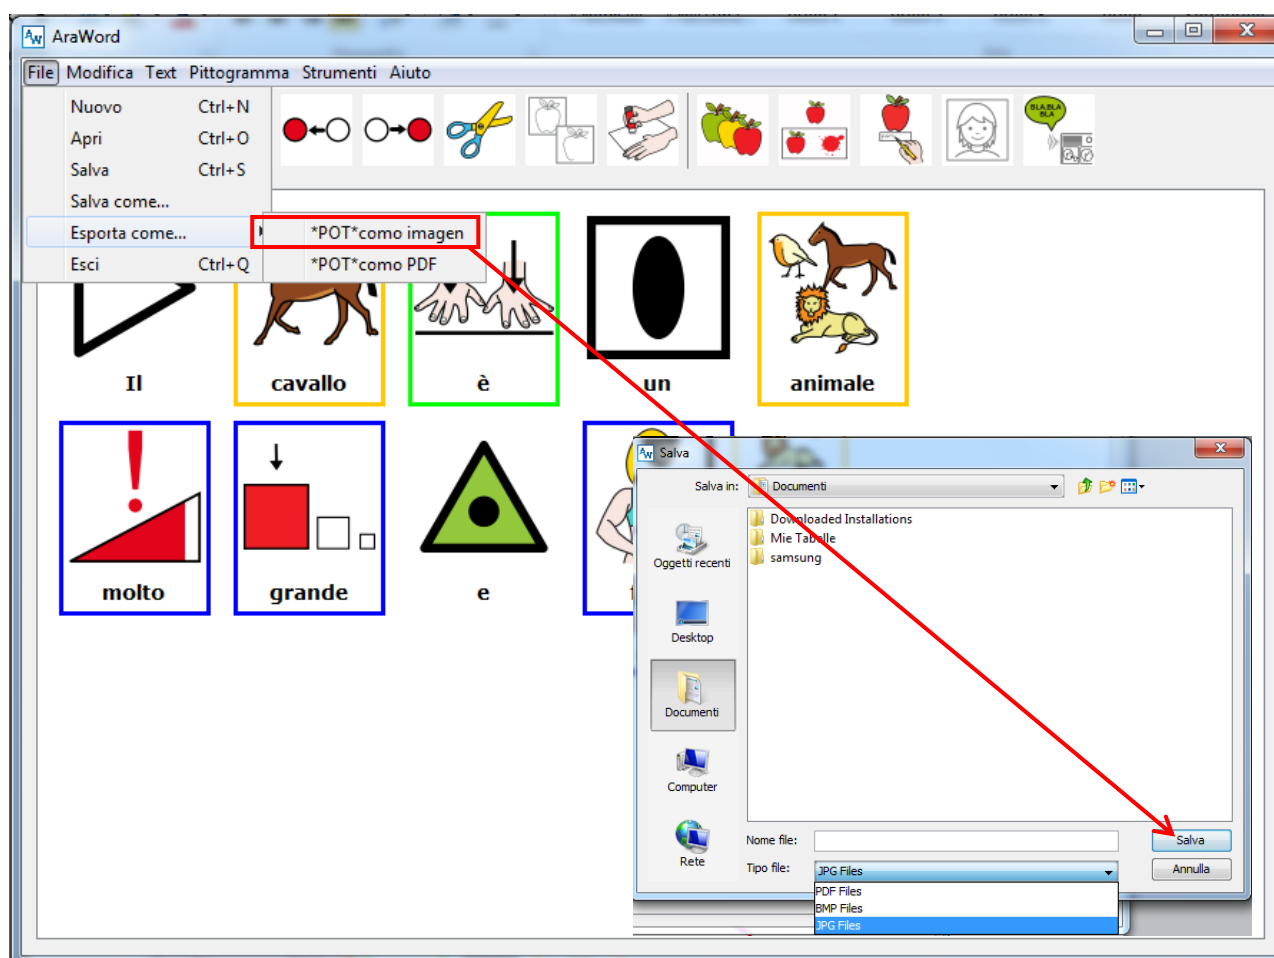 AraWord
File Modifica Text Pittogramma Strumenti Aiuto
Nuovo Ctrl+N
Apri Ctrl+O
Salva Ctrl+S
Salva come...
Esporta come...
Esci Ctrl+Q
*POT*como imagen
*POT*como PDF
BLABLA
BLA
Il cavallo è un animale
molto grande e
Salva
Salva in: Documenti
Downloaded Installations
Mie Tabelle
samsung
Oggetti recenti
Desktop
Documenti
Computer
Rete
Nome file:
Salva
Tipo file: JPG Files
Annulla
PDF Files
BMP Files
JPG Files